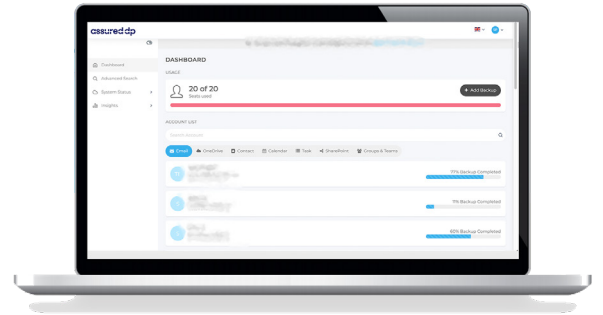 assured dp
DASHBOARD
Dashboard
USAGE
Advanced Search
20 of 20
Seats used
+ Add Backup
System Status
Insights
ACCOUNT LIST
Search Account
Email OneDrive Contact Calendar Task SharePoint Groups & Teams
77% Backup Completed
11% Backup Completed
60% Backup Completed